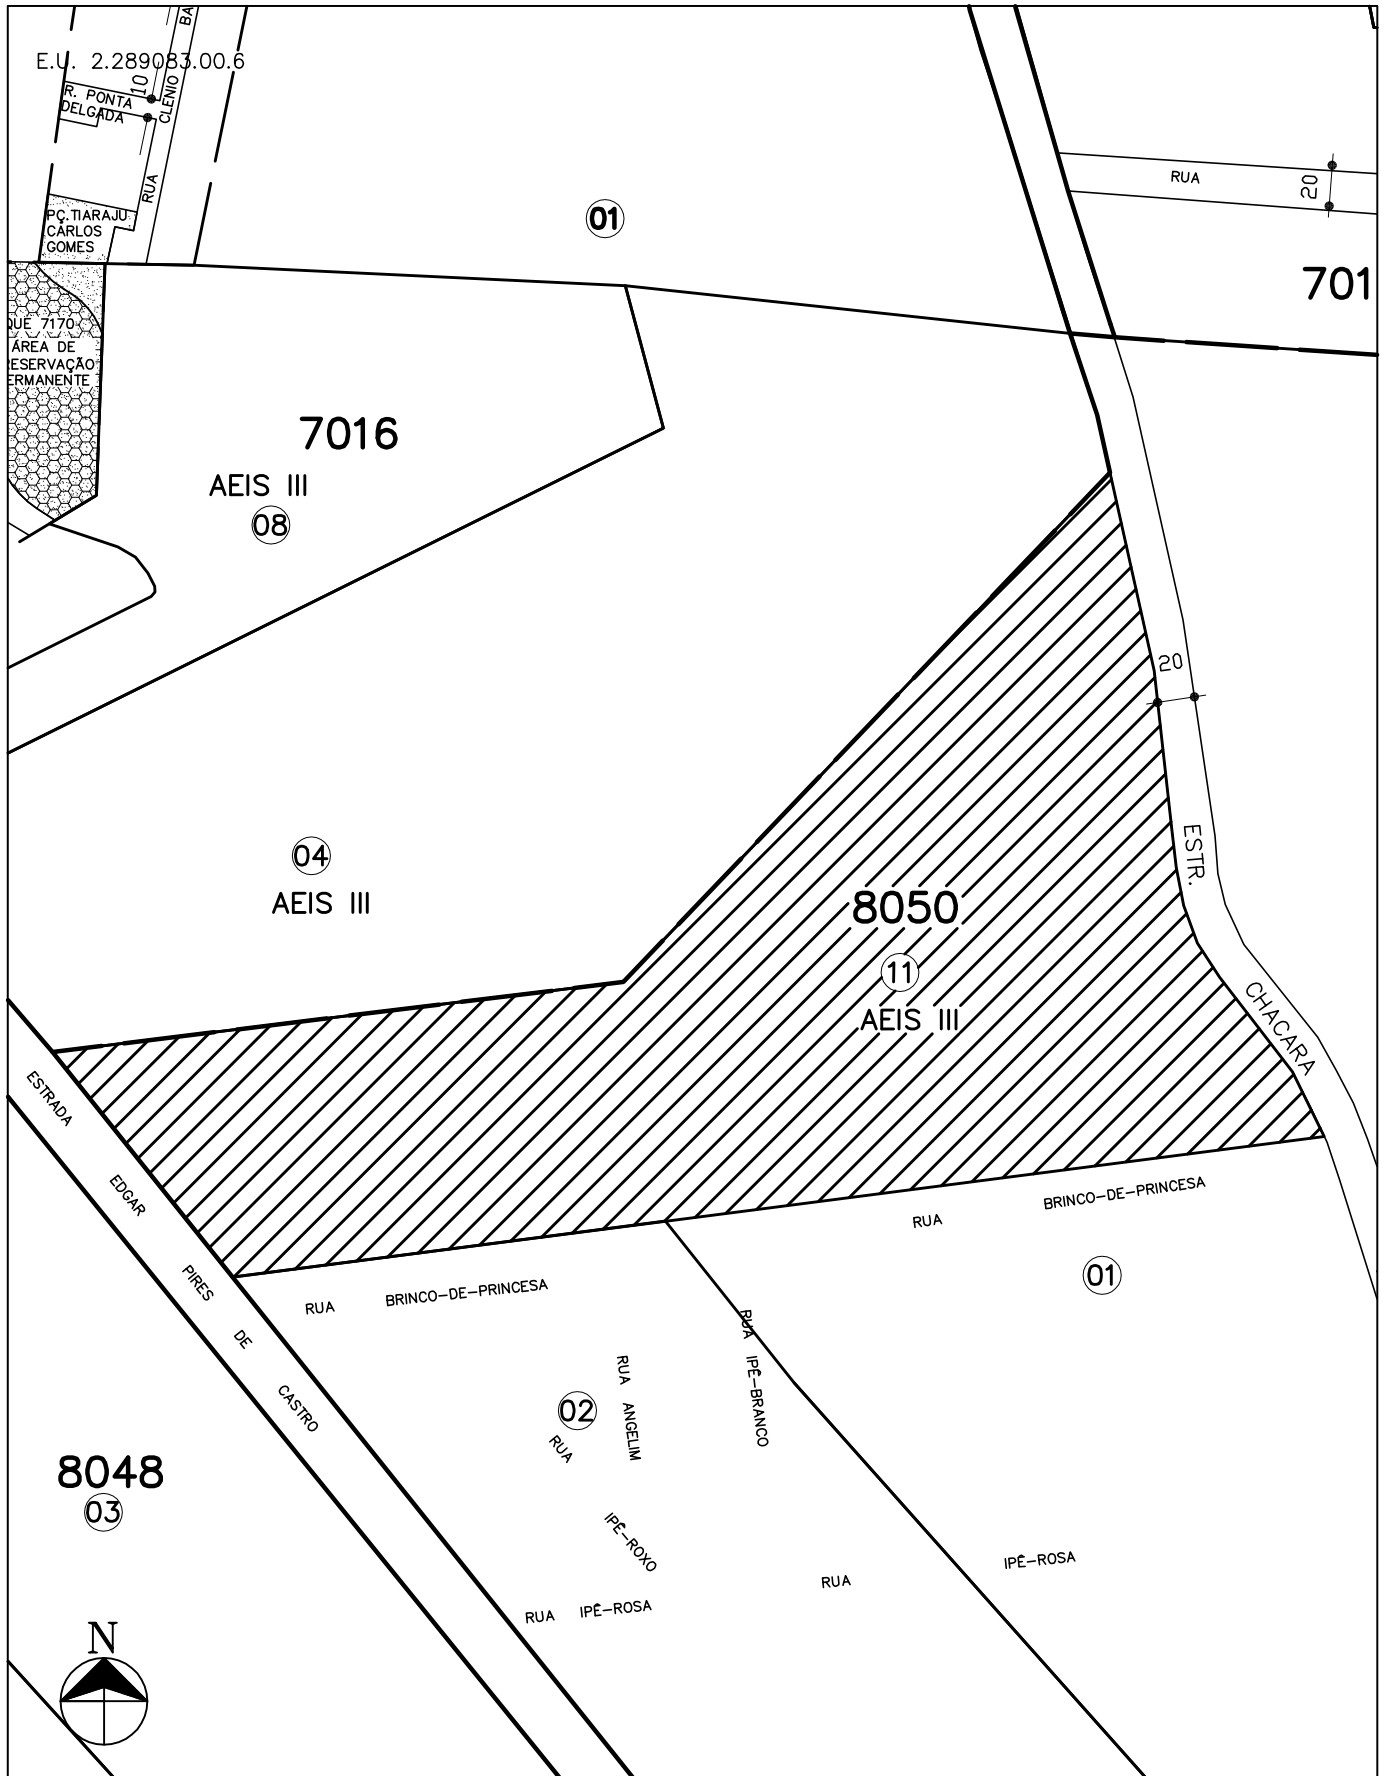 BA
E.U. 2.289083.00.6
10
CLENIO
R. PONTA
DELGADA
RUA
RUA
20
PÇ.TIARAJU
CARLOS
GOMES
01
701
QUE 7170
ÁREA DE
RESERVAÇÃO
ERMANENTE
7016
AEIS III
08
20
ESTR.
04
AEIS III
8050
11
AEIS III
CHACARA
ESTRADA
EDGAR
PIRES
DE
CASTRO
RUA BRINCO-DE-PRINCESA
RUA BRINCO-DE-PRINCESA
01
RUA IPÊ-BRANCO
RUA ANGELIM
02
RUA
IPÊ-ROXO
8048
03
RUA IPÊ-ROSA
RUA IPÊ-ROSA
N